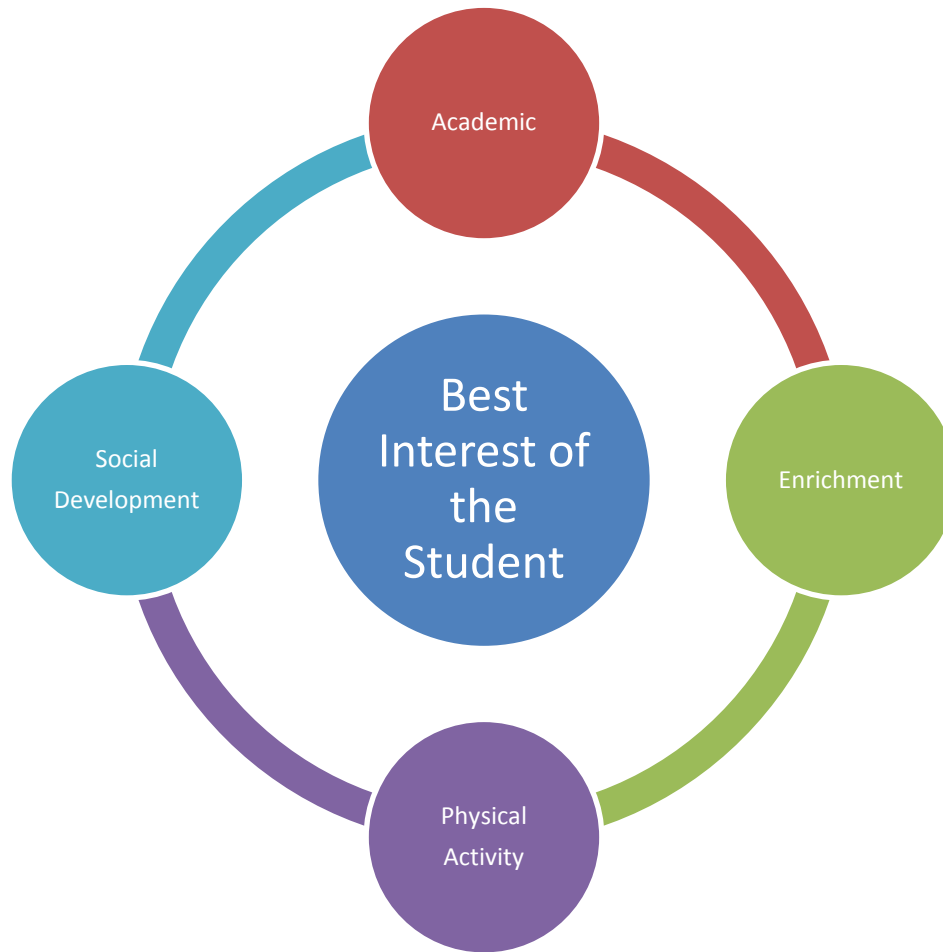 Academic
Best
Interest of
the
Student
Social
Development
Enrichment
Physical
Activity